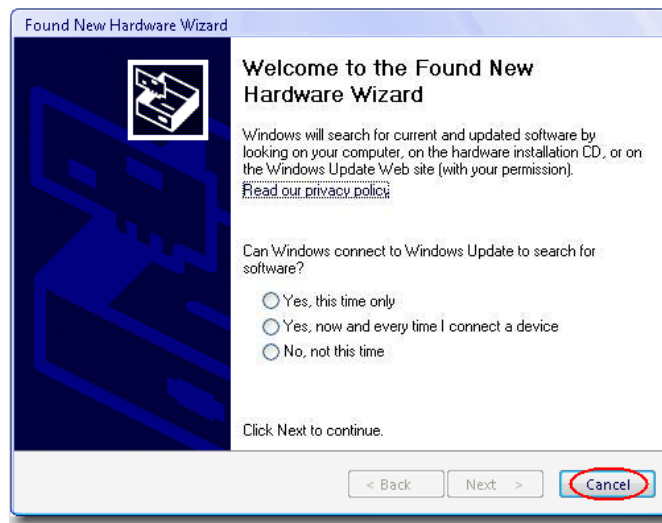 Found New Hardware Wizard
Welcome to the Found New
Hardware Wizard
Windows will search for current and updated software by
looking on your computer, on the hardware installation CD, or on
the Windows Update Web site (with your permission).
Read our privacy policy
Can Windows connect to Windows Update to search for
software?
Yes, this time only
Yes, now and every time I connect a device
No, not this time
Click Next to continue.
< Back Next > Cancel